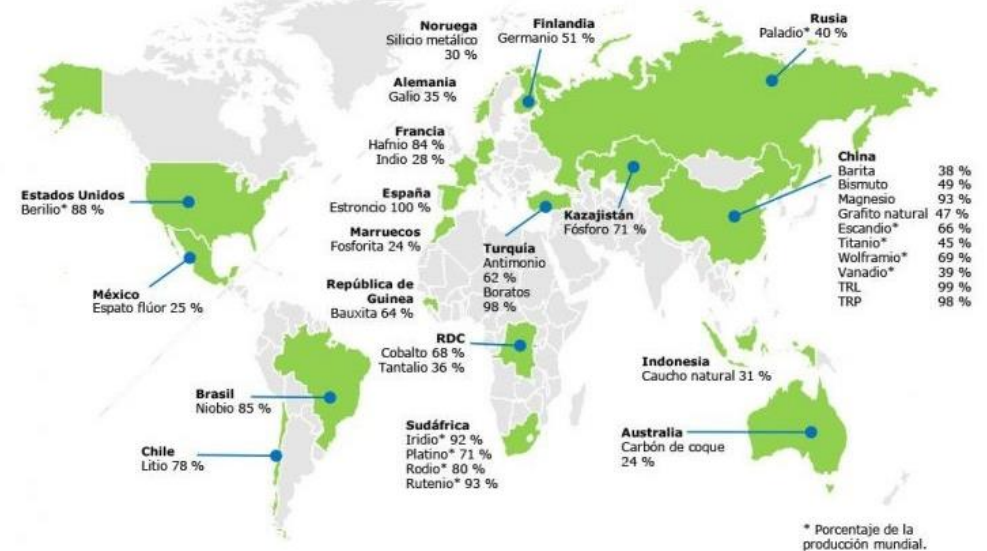 Noruega
Silicio metálico
30 %
Finlandia
Germanio 51 %
Rusia
Paladio* 40 %
Alemania
Galio 35 %
Francia
Hafnio 84 %
Indio 28 %
China
Barita 38 %
Bismuto 49 %
Magnesio 93 %
Grafito natural 47 %
Escandio* 66 %
Titanio* 45 %
Wolframio* 69 %
Vanadio* 39 %
TRL 99 %
TRP 98 %
Estados Unidos
Berilio* 88 %
España
Estroncio 100 %
Kazajistán
Fósforo 71 %
Marruecos
Fosforita 24 %
Turquía
Antimonio
62 %
Boratos
98 %
México
Espato flúor 25 %
República de
Guinea
Bauxita 64 %
RDC
Cobalto 68 %
Tantalio 36 %
Indonesia
Caucho natural 31 %
Brasil
Niobio 85 %
Sudáfrica
Iridio* 92 %
Platino* 71 %
Rodio* 80 %
Rutenio* 93 %
Australia
Carbón de coque
24 %
Chile
Litio 78 %
* Porcentaje de la
producción mundial.